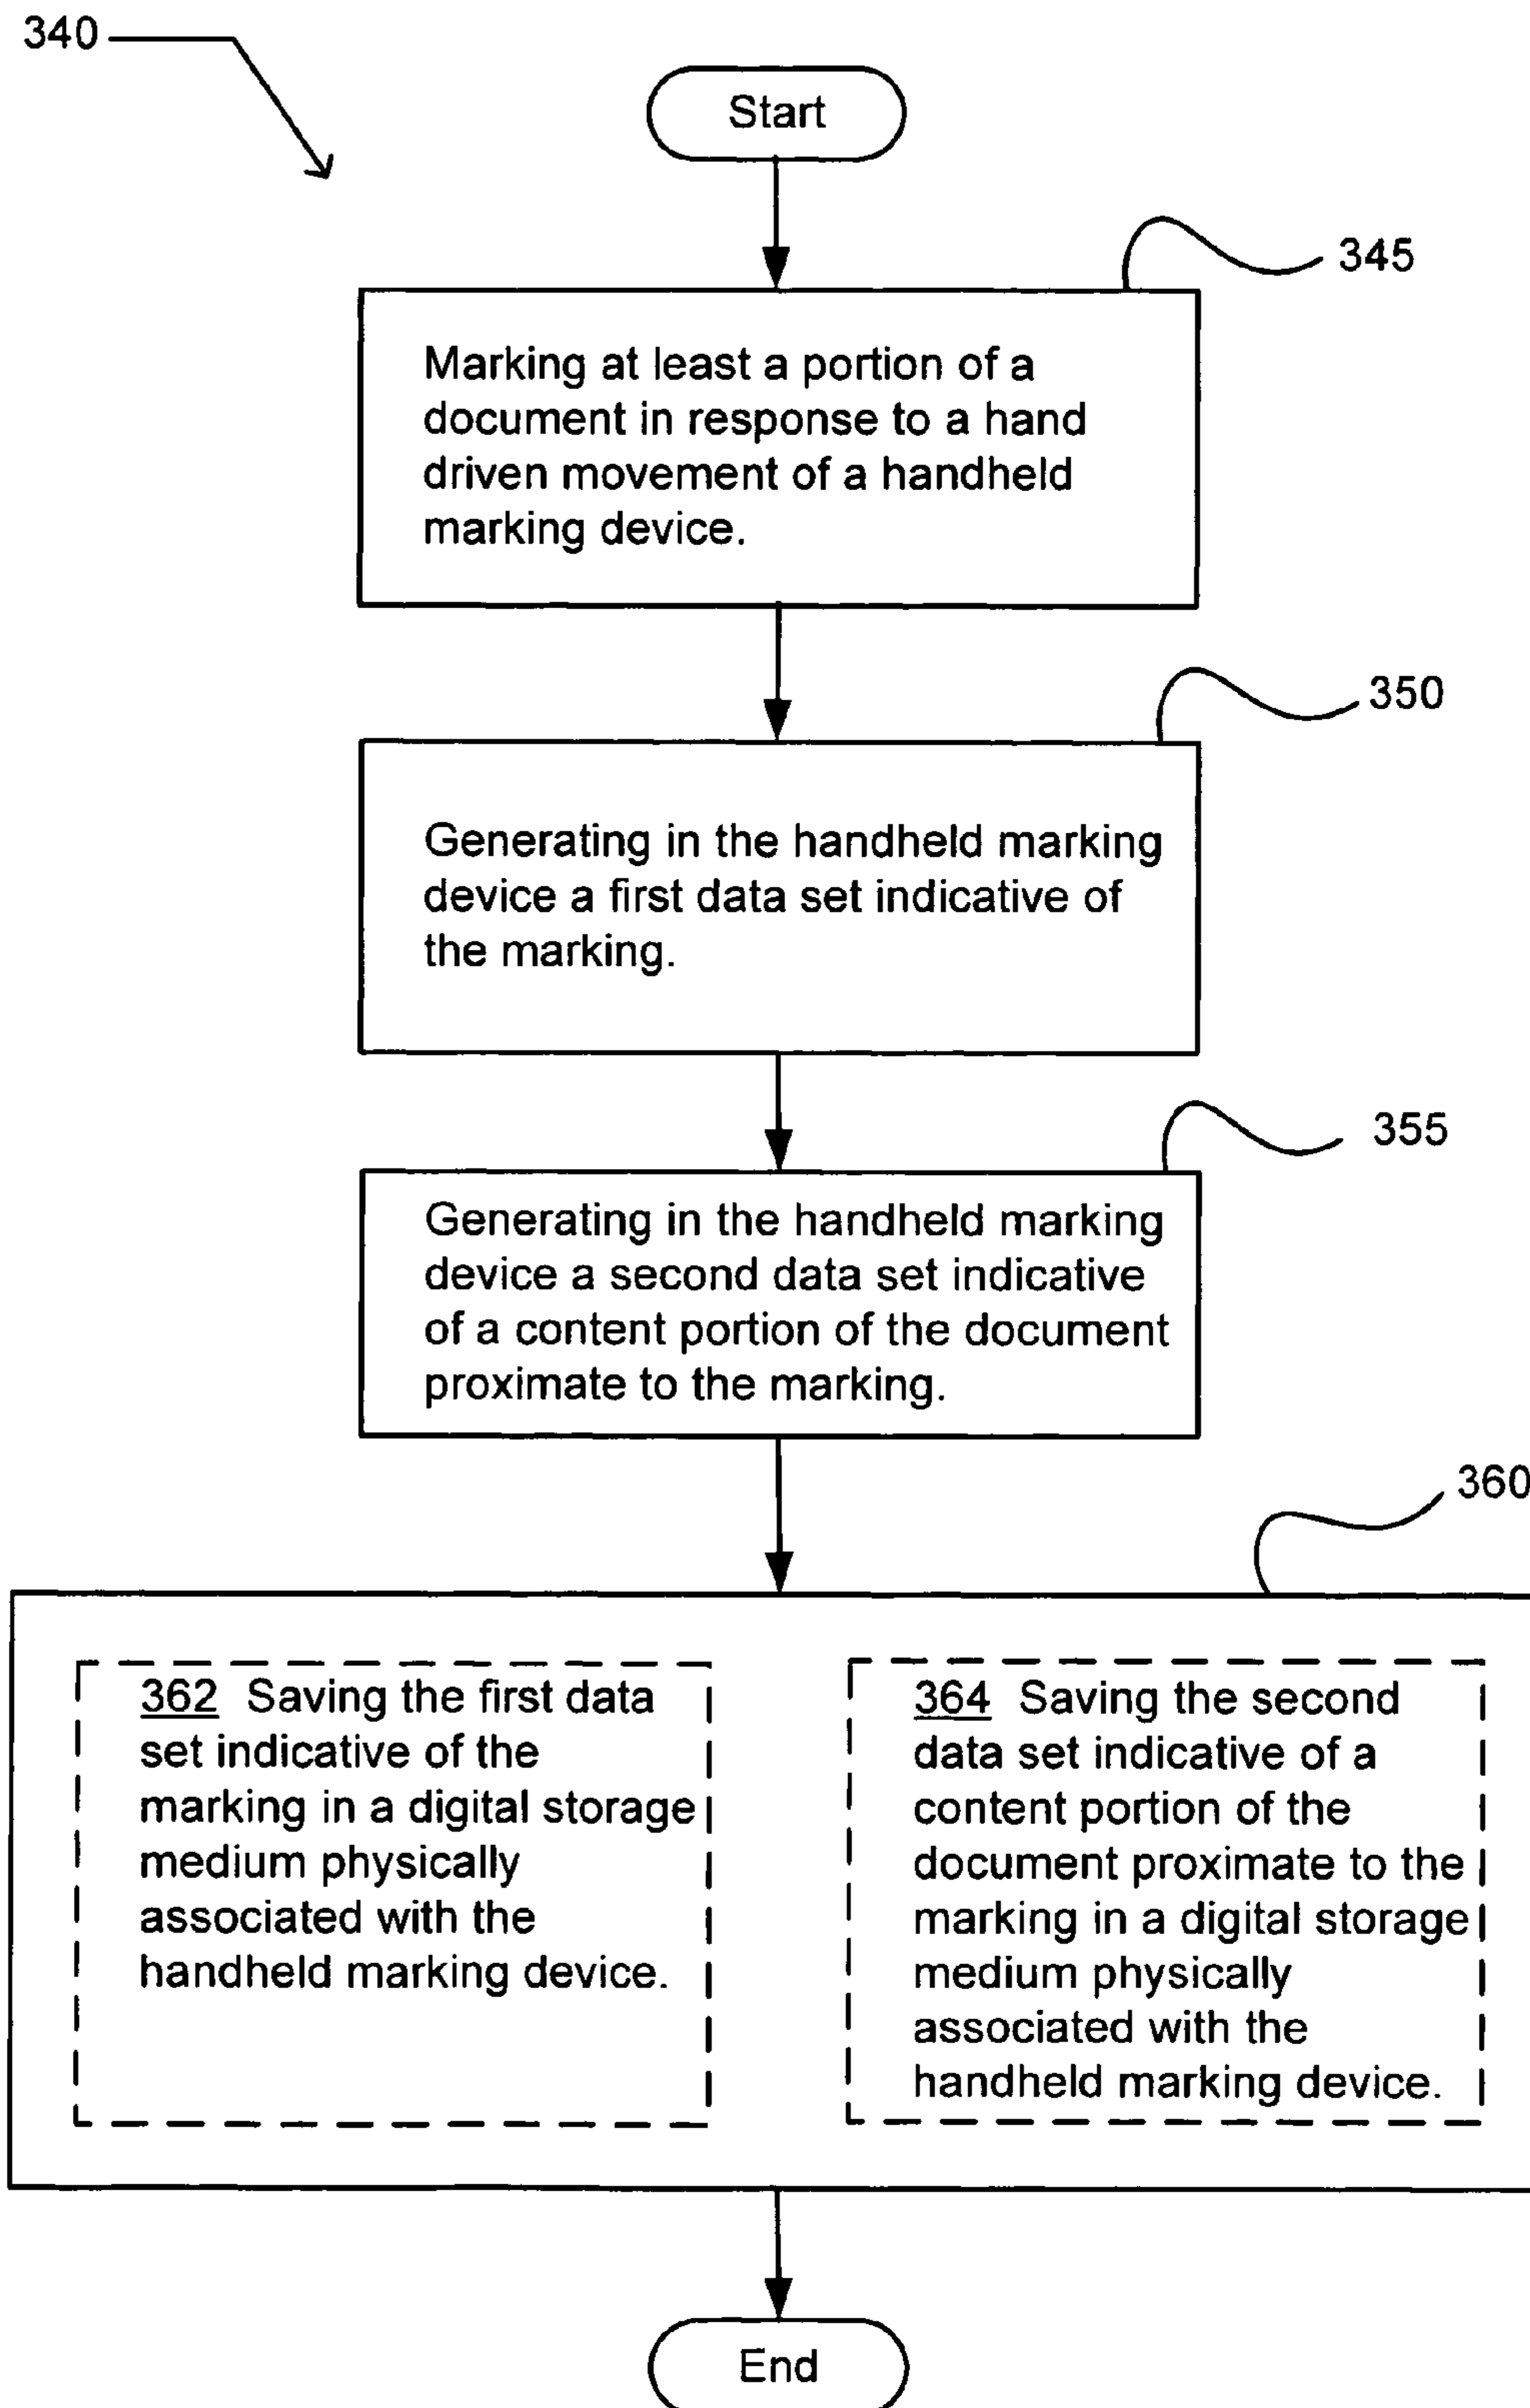 340
Start
345
Marking at least a portion of a
document in response to a hand
driven movement of a handheld
marking device.
350
Generating in the handheld marking
device a first data set indicative of
the marking.
355
Generating in the handheld marking
device a second data set indicative
of a content portion of the document
proximate to the marking.
360
362 Saving the first data
set indicative of the
marking in a digital storage
medium physically
associated with the
handheld marking device.
364 Saving the second
data set indicative of a
content portion of the
document proximate to the
marking in a digital storage
medium physically
associated with the
handheld marking device.
End